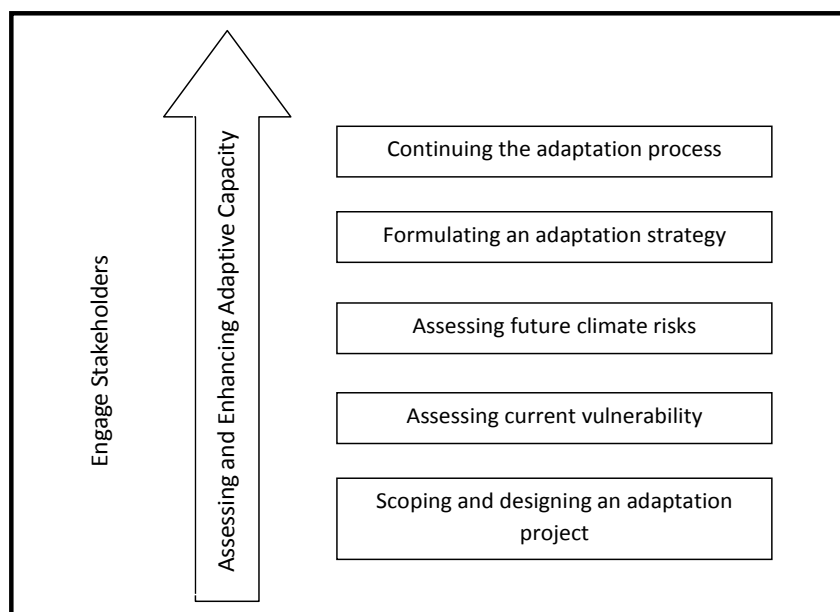 Engage Stakeholders
Assessing and Enhancing Adaptive Capacity
Continuing the adaptation process
Formulating an adaptation strategy
Assessing future climate risks
Assessing current vulnerability
Scoping and designing an adaptation
project